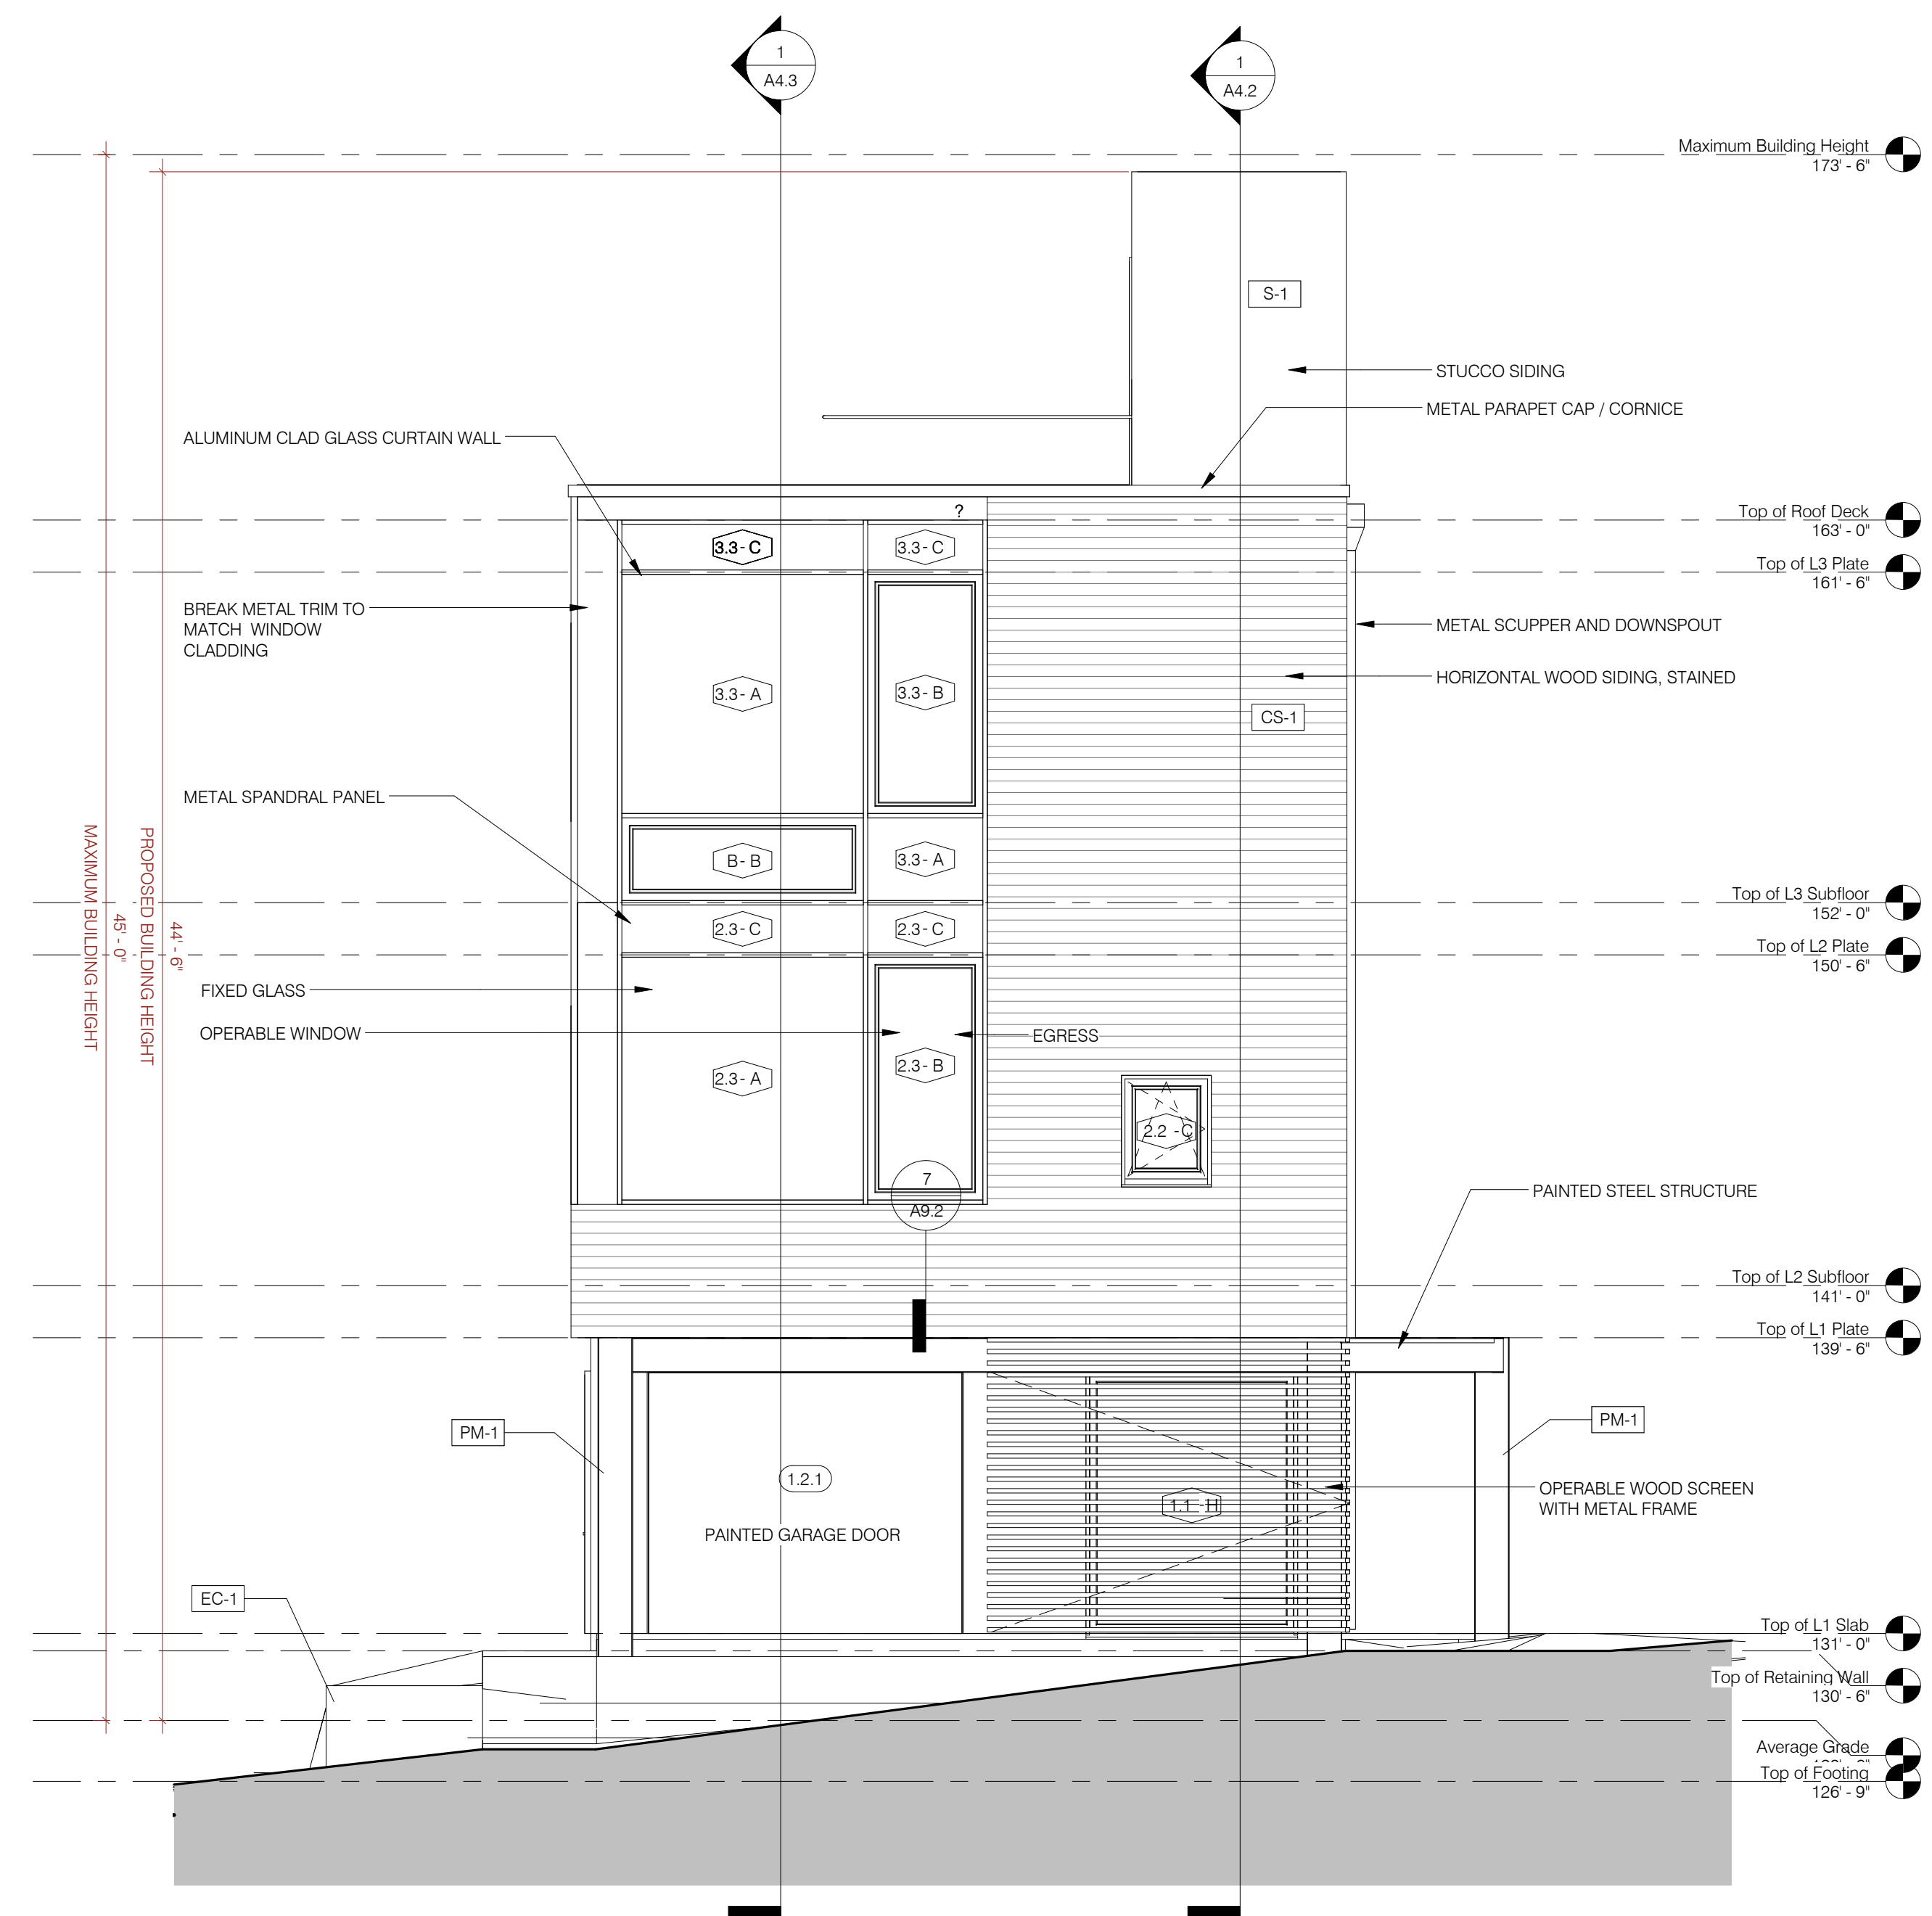 1
A4.3
1
A4.2
Maximum Building Height
173' - 6"
S-1
STUCCO SIDING
METAL PARAPET CAP / CORNICE
ALUMINUM CLAD GLASS CURTAIN WALL
?
Top of Roof Deck
163' - 0"
3.3- C
3.3- C
Top of L3 Plate
161' - 6"
BREAK METAL TRIM TO
MATCH WINDOW
CLADDING
METAL SCUPPER AND DOWNSPOUT
HORIZONTAL WOOD SIDING, STAINED
3.3- A
3.3- B
CS-1
METAL SPANDRAL PANEL
B- B
3.3- A
Top of L3 Subfloor
152' - 0"
2.3- C
2.3- C
Top of L2 Plate
150' - 6"
MAXIMUM BUILDING HEIGHT
45' - 0"
PROPOSED BUILDING HEIGHT
44' - 6"
FIXED GLASS
OPERABLE WINDOW
EGRESS
2.3- A
2.3- B
2.2 -C
7
A9.2
PAINTED STEEL STRUCTURE
Top of L2 Subfloor
141' - 0"
Top of L1 Plate
139' - 6"
PM-1
PM-1
1.2.1
PAINTED GARAGE DOOR
1.1 -H
OPERABLE WOOD SCREEN
WITH METAL FRAME
EC-1
Top of L1 Slab
131' - 0"
Top of Retaining Wall
130' - 6"
Average Grade
Top of Footing
126' - 9"